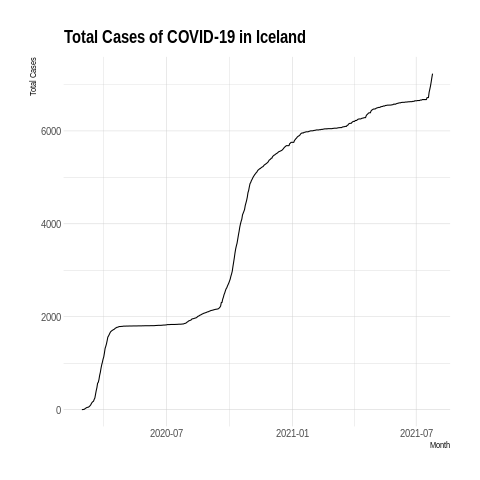 Total Cases of COVID-19 in Iceland
Total Cases
6000
4000
2000
0
2020-07 2021-01 2021-07
Month